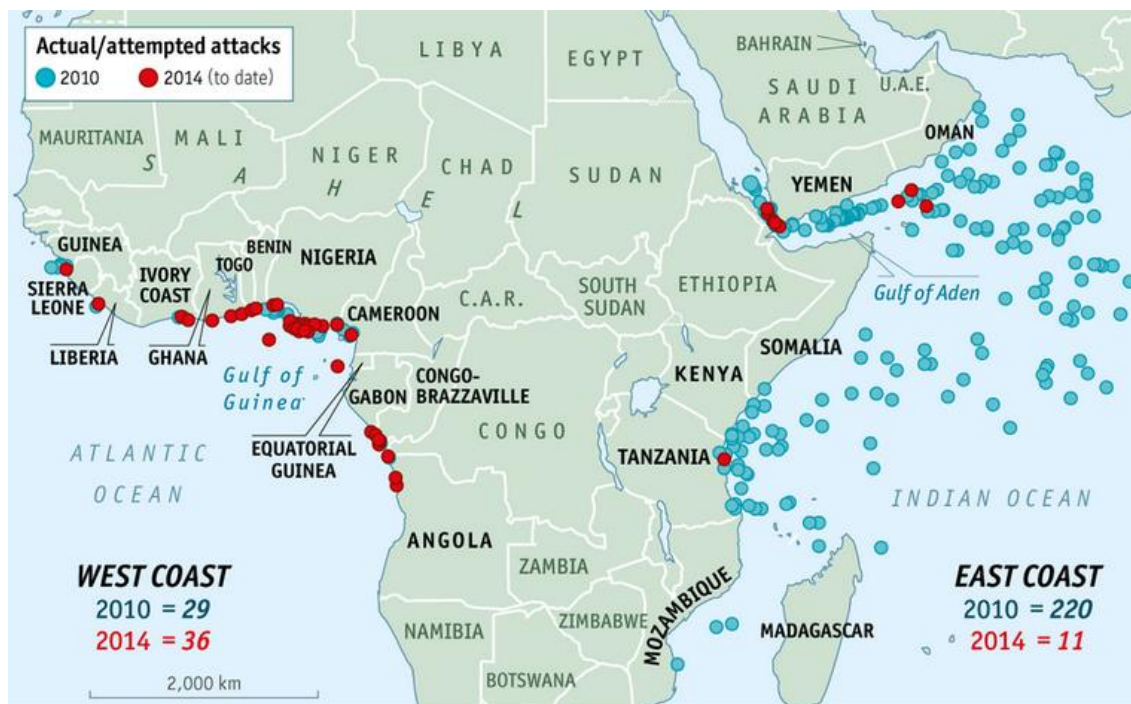 Actual/attempted attacks
2010
2014 (to date)
LIBYA
EGYPT
BAHRAIN
SAUDI
ARABIA
U.A.E.
OMAN
MAURITANIA
MALI
NIGER
CHAD
SUDAN
YEMEN
SAHEL
GUINEA
SIERRA
LEONE
LIBERIA
IVORY
COAST
GHANA
TOGO
BENIN
NIGERIA
CAMEROON
C.A.R.
SOUTH
SUDAN
ETHIOPIA
Gulf of Aden
SOMALIA
KENYA
Gulf of
Guinea
GABON
CONGO-
BRAZZAVILLE
EQUATORIAL
GUINEA
CONGO
TANZANIA
ATLANTIC
OCEAN
INDIAN OCEAN
ANGOLA
ZAMBIA
ZIMBABWE
MOZAMBIQUE
MADAGASCAR
NAMIBIA
BOTSWANA
WEST COAST
2010 = 29
2014 = 36
EAST COAST
2010 = 220
2014 = 11
2,000 km